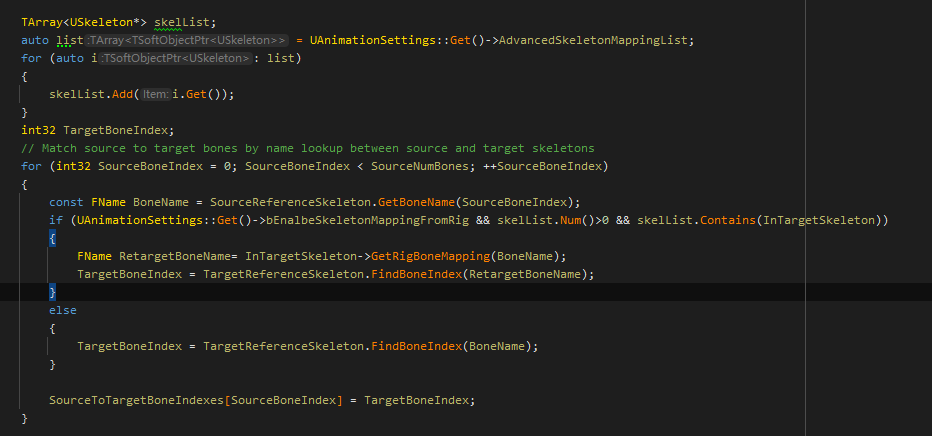 TArray<USkeleton*> skelList;
auto list :TArray<TSoftObjectPtr<USkeleton>> = UAnimationSettings::Get()->AdvancedSkeletonMappingList;
for (auto i :TSoftObjectPtr<USkeleton> : list)
{
skelList.Add( Item: i.Get());
}
int32 TargetBoneIndex;
// Match source to target bones by name lookup between source and target skeletons
for (int32 SourceBoneIndex = 0; SourceBoneIndex < SourceNumBones; ++SourceBoneIndex)
{
const FName BoneName = SourceReferenceSkeleton.GetBoneName(SourceBoneIndex);
if (UAnimationSettings::Get()->bEnalbeSkeletonMappingFromRig && skelList.Num()>0 && skelList.Contains(InTargetSkeleton))
{
FName RetargetBoneName= InTargetSkeleton->GetRigBoneMapping(BoneName);
TargetBoneIndex = TargetReferenceSkeleton.FindBoneIndex(RetargetBoneName);
}
else
{
TargetBoneIndex = TargetReferenceSkeleton.FindBoneIndex(BoneName);
}
SourceToTargetBoneIndexes[SourceBoneIndex] = TargetBoneIndex;
}